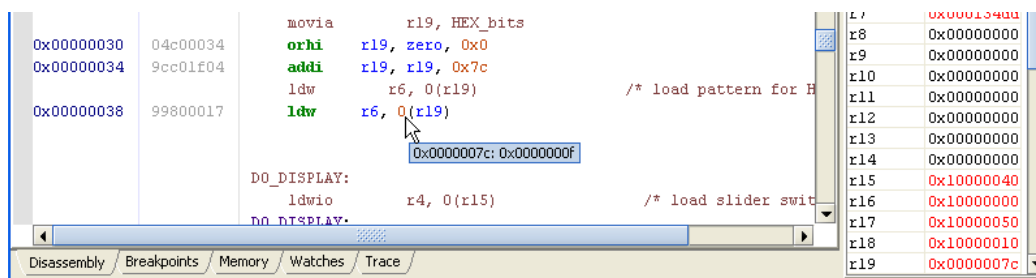 movia r19, HEX_bits
0x00000030 04c00034 orhi r19, zero, 0x0
0x00000034 9cc01f04 addi r19, r19, 0x7c
ldw r6, 0(r19) /* load pattern for H
0x00000038 99800017 ldw r6, 0(r19)
0x0000007c: 0x0000000f
DO_DISPLAY:
ldwio r4, 0(r15) /* load slider swit
DO_DISPLAY:
Disassembly Breakpoints Memory Watches Trace
r7 0x000134dd
r8 0x00000000
r9 0x00000000
r10 0x00000000
r11 0x00000000
r12 0x00000000
r13 0x00000000
r14 0x00000000
r15 0x10000040
r16 0x10000000
r17 0x10000050
r18 0x10000010
r19 0x0000007c